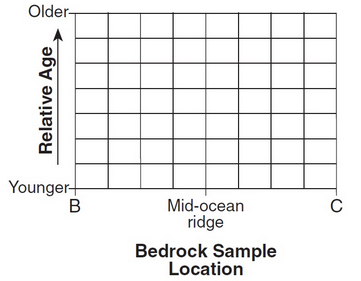 Older
Relative Age
Younger
B
Mid-ocean
ridge
C
Bedrock Sample
Location